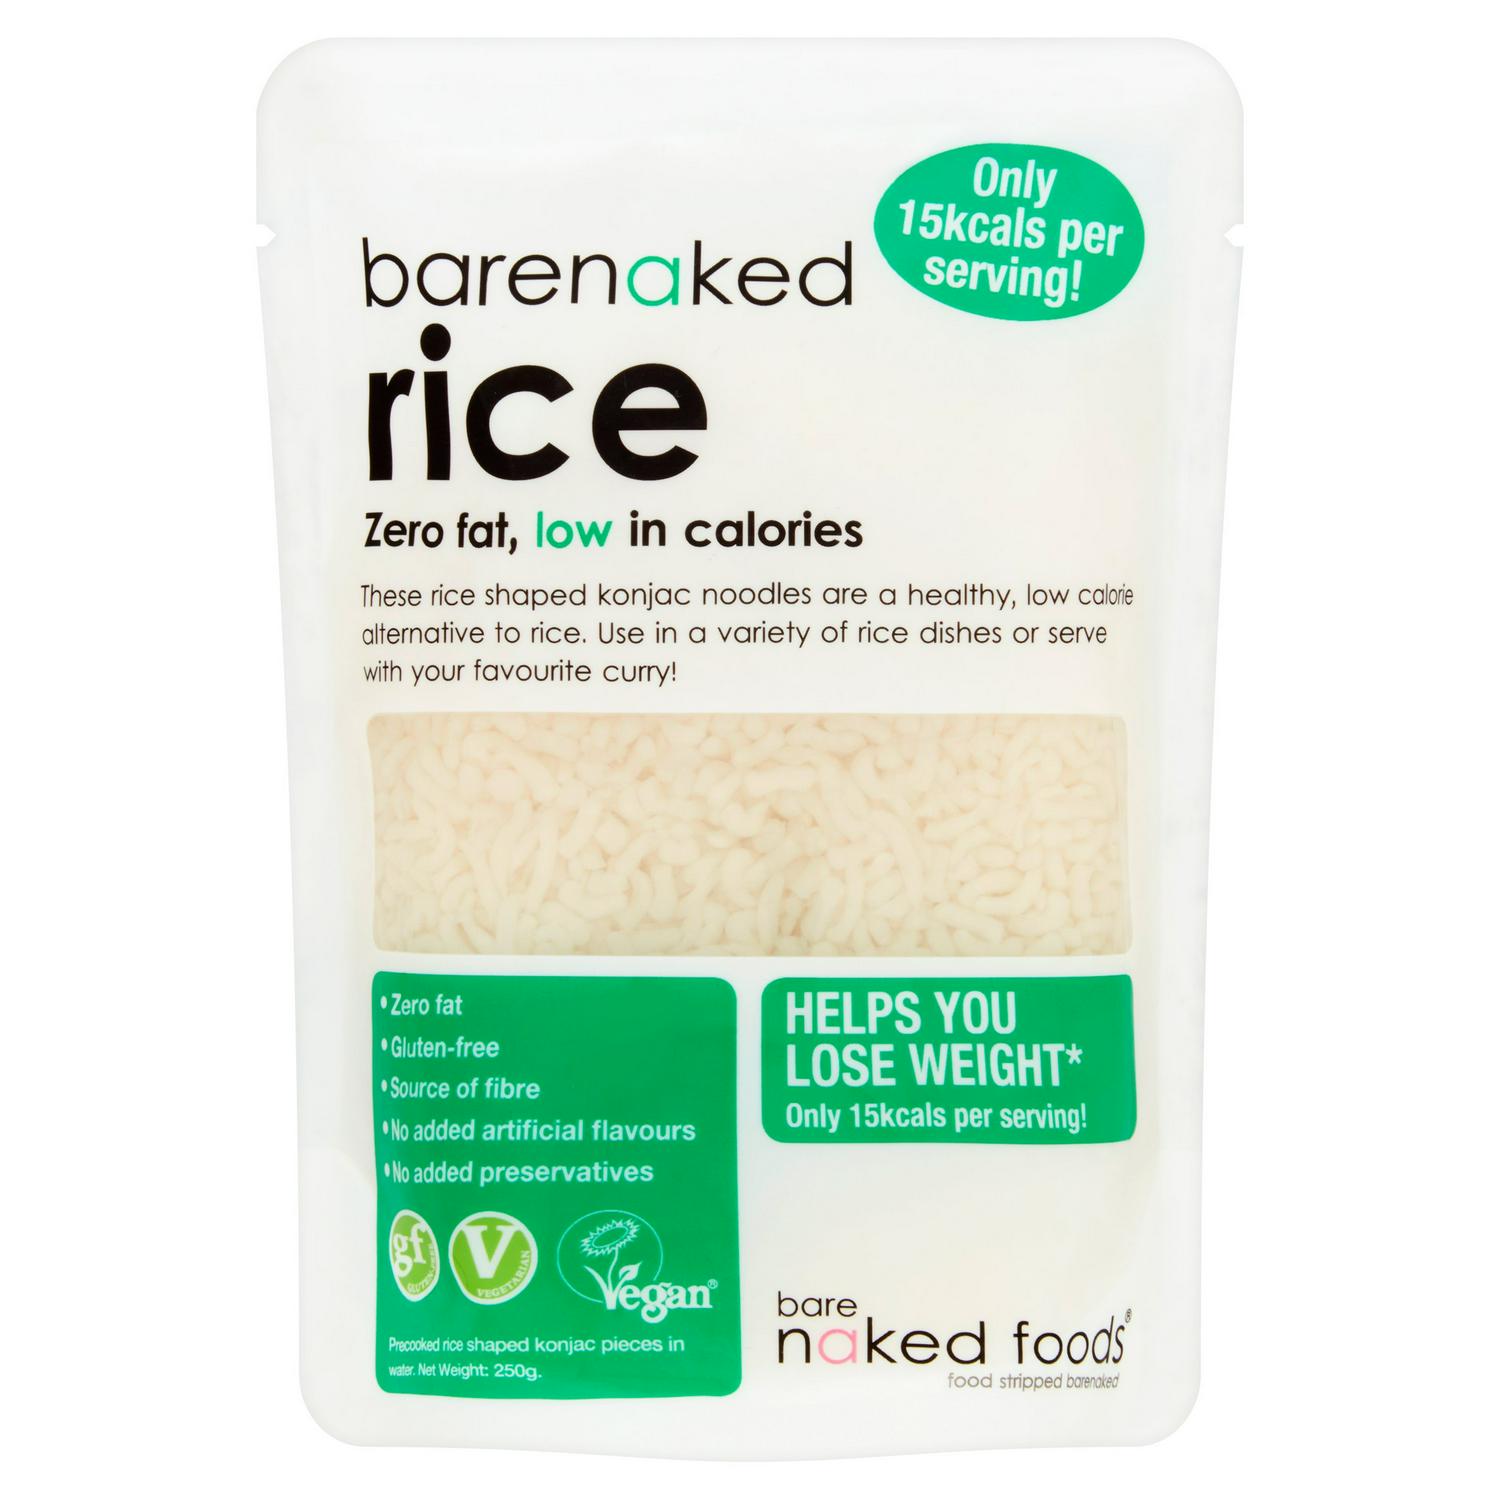 Only
15kcals per
serving!
barenaked
rice
Zero fat, low in calories
These rice shaped konjac noodles are a healthy, low calorie
alternative to rice. Use in a variety of rice dishes or serve
with your favourite curry!
• Zero fat
• Gluten-free
• Source of fibre
• No added artificial flavours
• No added preservatives
HELPS YOU
LOSE WEIGHT*
Only 15kcals per serving!
gf
GLUTEN-FREE
V
VEGETARIAN
Vegan®
Precooked rice shaped konjac pieces in
water. Net Weight: 250g.
bare
naked foods®
food stripped barenaked